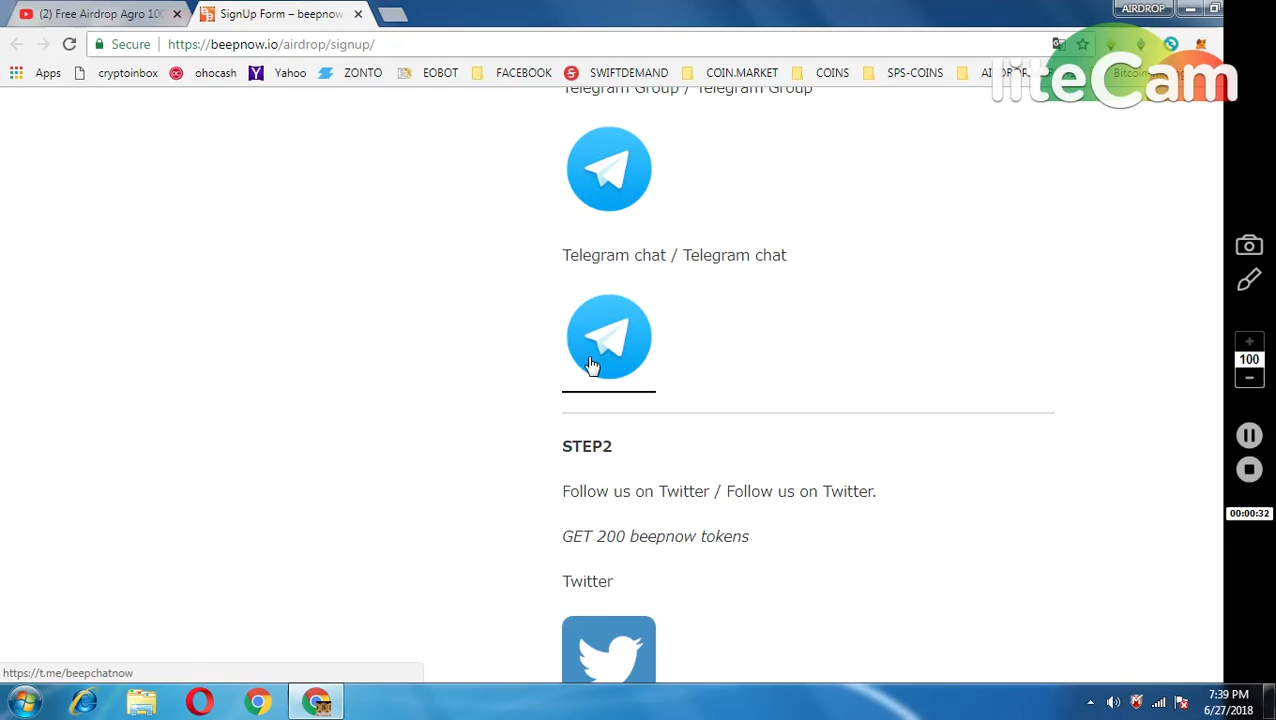 (2) Free Airdrop Agro 100
SignUp Form – beepnow
AIRDROP
Secure
https://beepnow.io/airdrop/signup/
Apps
cryptoinbox
ohocash
Yahoo
ZONTO
EOBOT
FACEBOOK
SWIFTDEMAND
COIN.MARKET
COINS
SPS-COINS
liteCam
Telegram Group / Telegram Group
Telegram chat / Telegram chat
100
STEP2
Follow us on Twitter / Follow us on Twitter.
00:00:32
GET 200 beepnow tokens
Twitter
https://t.me/beepchatnow
7:39 PM
6/27/2018